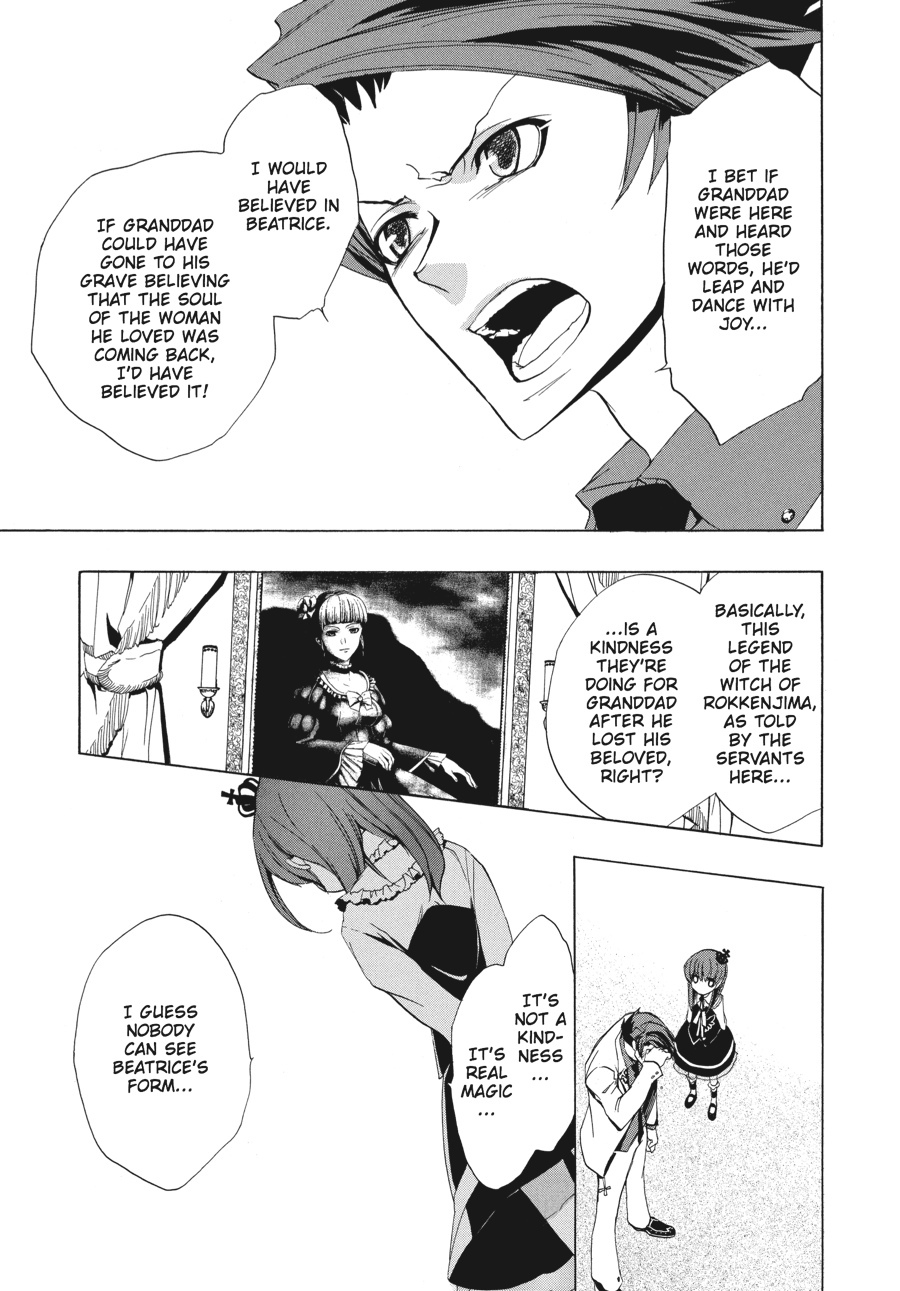 I BET IF
GRANDDAD
WERE HERE
AND HEARD
THOSE
WORDS, HE'D
LEAP AND
DANCE WITH
JOY...
I WOULD
HAVE
BELIEVED IN
BEATRICE.
IF GRANDDAD
COULD HAVE
GONE TO HIS
GRAVE BELIEVING
THAT THE SOUL
OF THE WOMAN
HE LOVED WAS
COMING BACK,
I'D HAVE
BELIEVED IT!
BASICALLY,
THIS
LEGEND
OF THE
WITCH OF
ROKKENJIMA,
AS TOLD
BY THE
SERVANTS
HERE...
...IS A
KINDNESS
THEY'RE
DOING FOR
GRANDDAD
AFTER HE
LOST HIS
BELOVED,
RIGHT?
IT'S
NOT A
KIND-
NESS
...
IT'S
REAL
MAGIC
...
I GUESS
NOBODY
CAN SEE
BEATRICE'S
FORM...